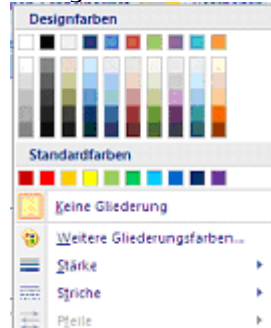 Designfarben
Standardfarben
Keine Gliederung
Weitere Gliederungsfarben...
Stärke
Striche
Pfeile